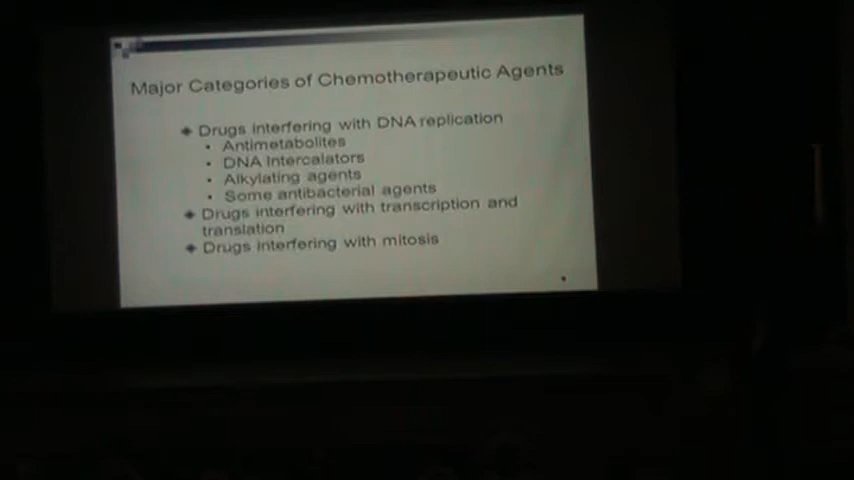 Major Categories of Chemotherapeutic Agents
◆ Drugs interfering with DNA replication
• Antimetabolites
• DNA Intercalators
• Alkylating agents
• Some antibacterial agents
◆ Drugs interfering with transcription and
translation
◆ Drugs interfering with mitosis